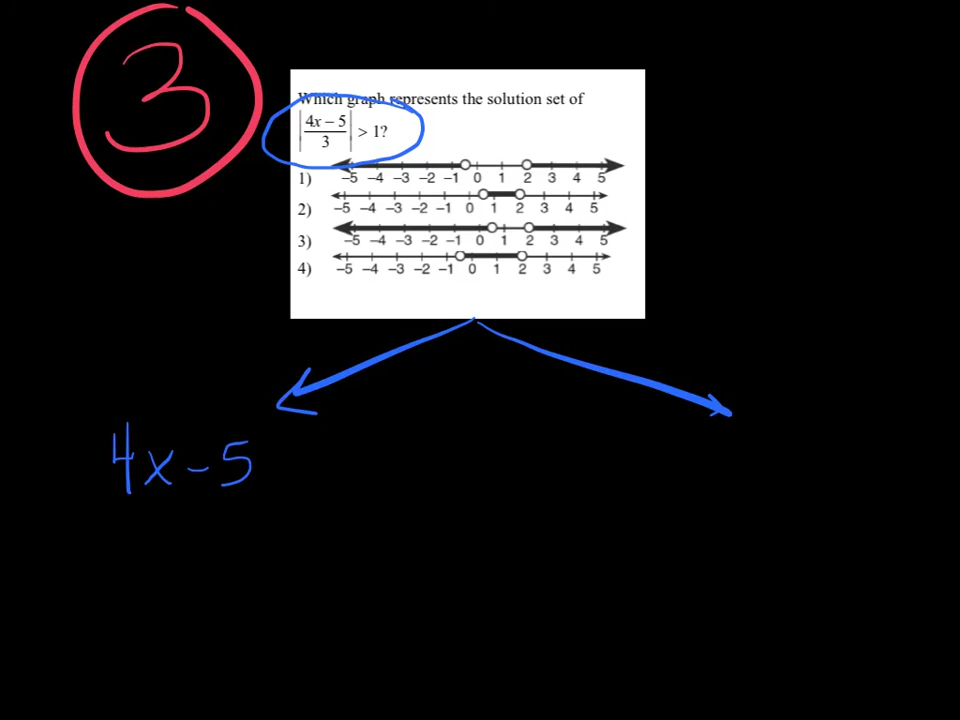 3
Which graph represents the solution set of
|4x – 5 / 3| > 1?
1) –5 –4 –3 –2 –1 0 1 2 3 4 5
2) –5 –4 –3 –2 –1 0 1 2 3 4 5
3) –5 –4 –3 –2 –1 0 1 2 3 4 5
4) –5 –4 –3 –2 –1 0 1 2 3 4 5
4x – 5